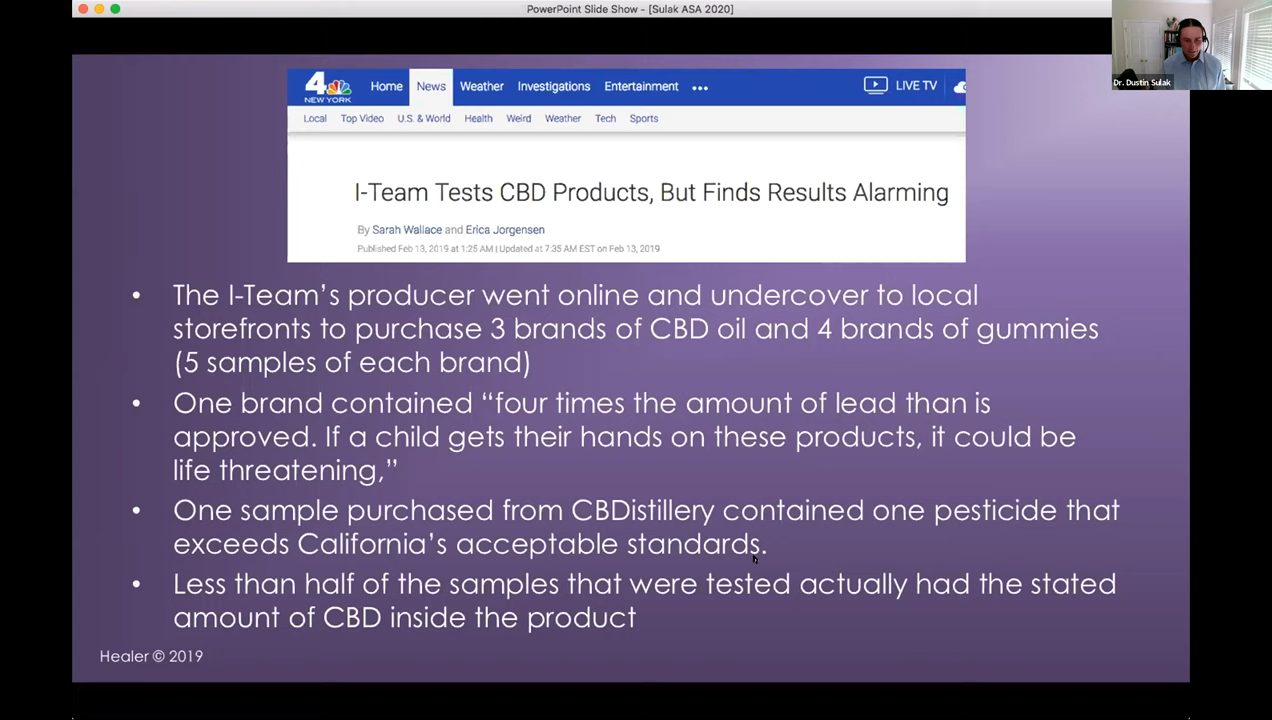 PowerPoint Slide Show - [Sulak ASA 2020]
Dr. Dustin Sulak
4
NEW YORK
Home News Weather Investigations Entertainment ••• LIVE TV
Local Top Video U.S. & World Health Weird Weather Tech Sports
I-Team Tests CBD Products, But Finds Results Alarming
By Sarah Wallace and Erica Jorgensen
Published Feb 13, 2019 at 1:25 AM | Updated at 7:35 AM EST on Feb 13, 2019
• The I-Team’s producer went online and undercover to local
storefronts to purchase 3 brands of CBD oil and 4 brands of gummies
(5 samples of each brand)
• One brand contained “four times the amount of lead than is
approved. If a child gets their hands on these products, it could be
life threatening,”
• One sample purchased from CBDistillery contained one pesticide that
exceeds California’s acceptable standards.
• Less than half of the samples that were tested actually had the stated
amount of CBD inside the product
Healer © 2019